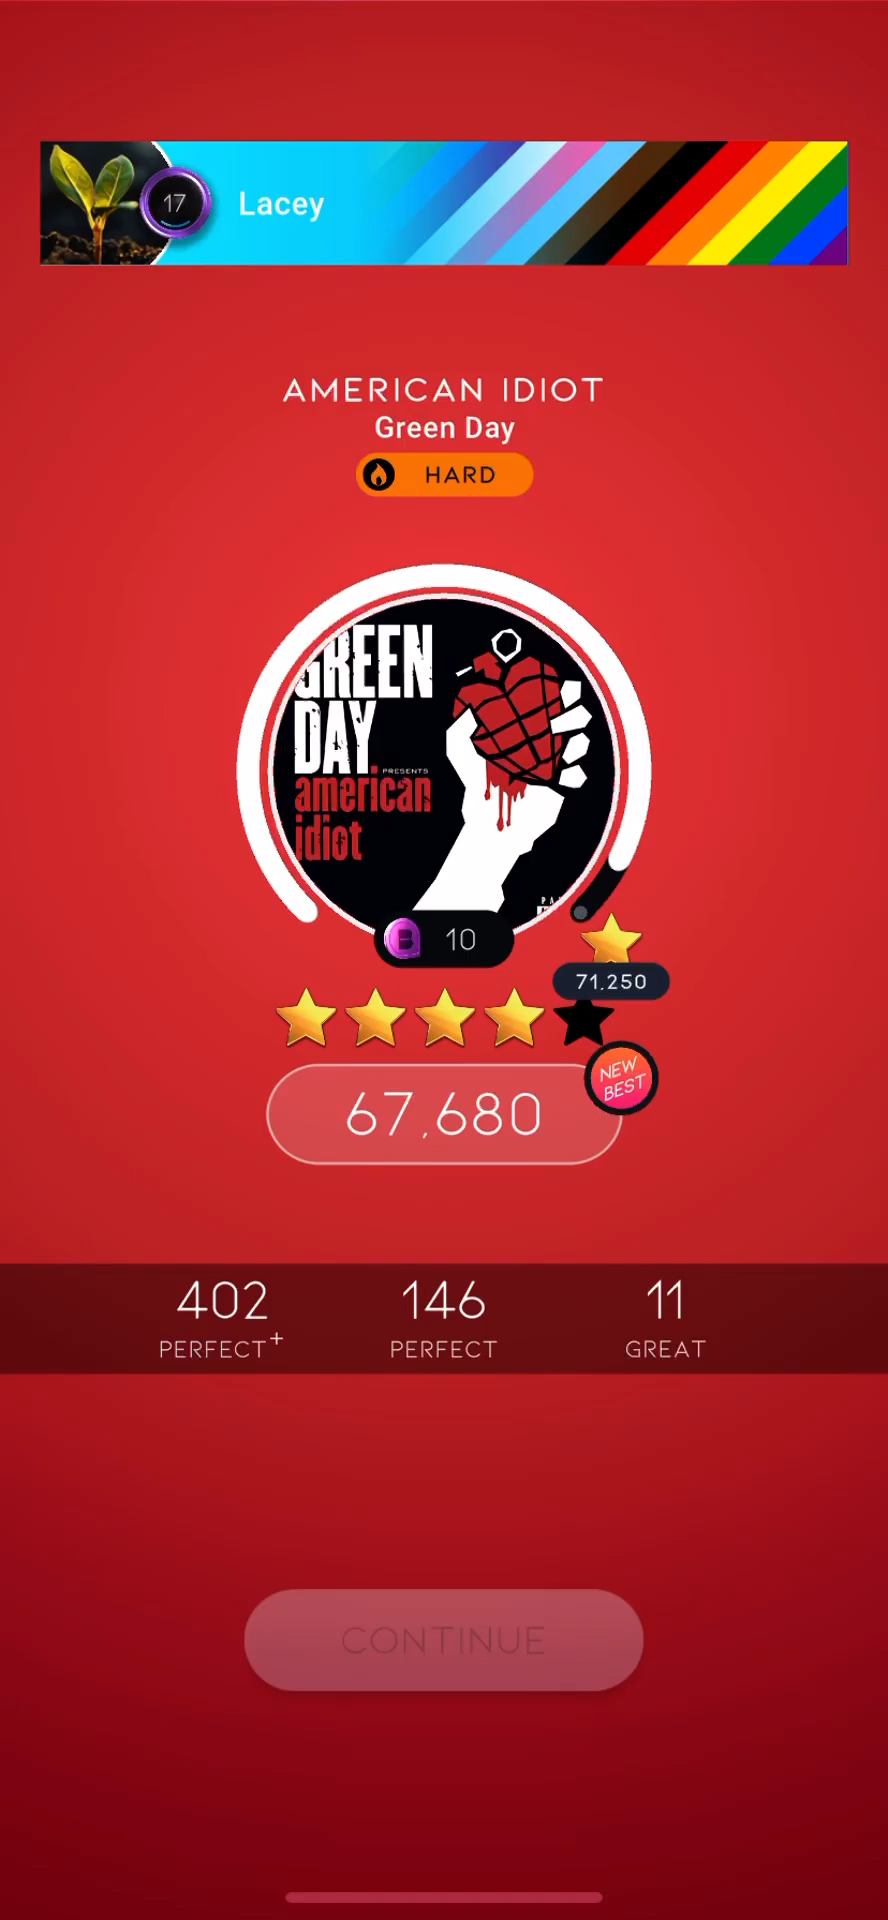 17
Lacey
AMERICAN IDIOT
Green Day
HARD
GREEN
DAY
PRESENTS
american
idiot
10
71,250
NEW
BEST
67,680
402
PERFECT+
146
PERFECT
11
GREAT
CONTINUE